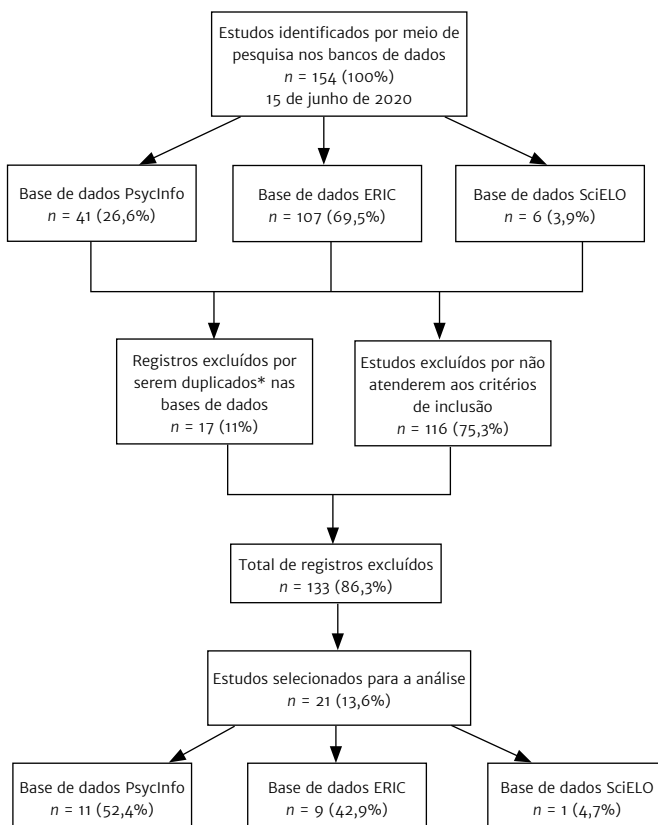 Estudos identificados por meio de
pesquisa nos bancos de dados
n = 154 (100%)
15 de junho de 2020
Base de dados PsycInfo
n = 41 (26,6%)
Base de dados ERIC
n = 107 (69,5%)
Base de dados SciELO
n = 6 (3,9%)
Registros excluídos por
serem duplicados* nas
bases de dados
n = 17 (11%)
Estudos excluídos por não
atenderem aos critérios
de inclusão
n = 116 (75,3%)
Total de registros excluídos
n = 133 (86,3%)
Estudos selecionados para a análise
n = 21 (13,6%)
Base de dados PsycInfo
n = 11 (52,4%)
Base de dados ERIC
n = 9 (42,9%)
Base de dados SciELO
n = 1 (4,7%)